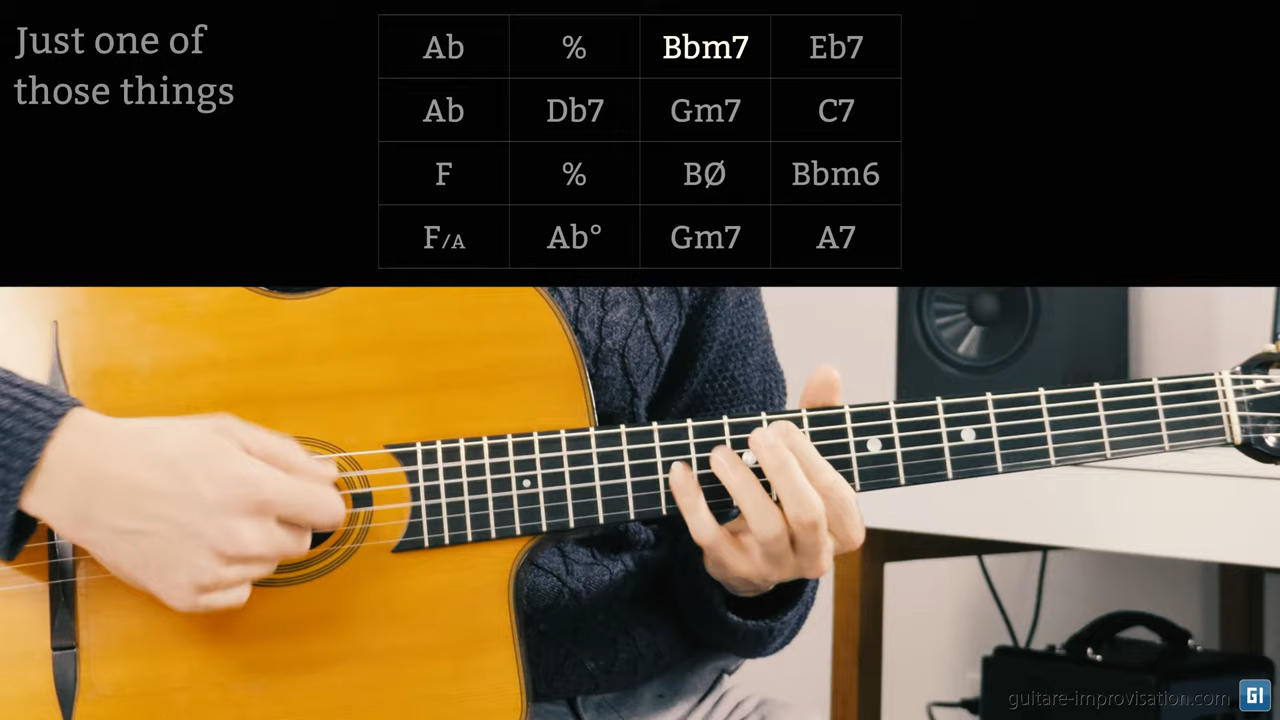 Just one of
those things
Ab % Bbm7 Eb7
Ab Db7 Gm7 C7
F % BØ Bbm6
F/A Ab° Gm7 A7
guitare-improvisation.com GI